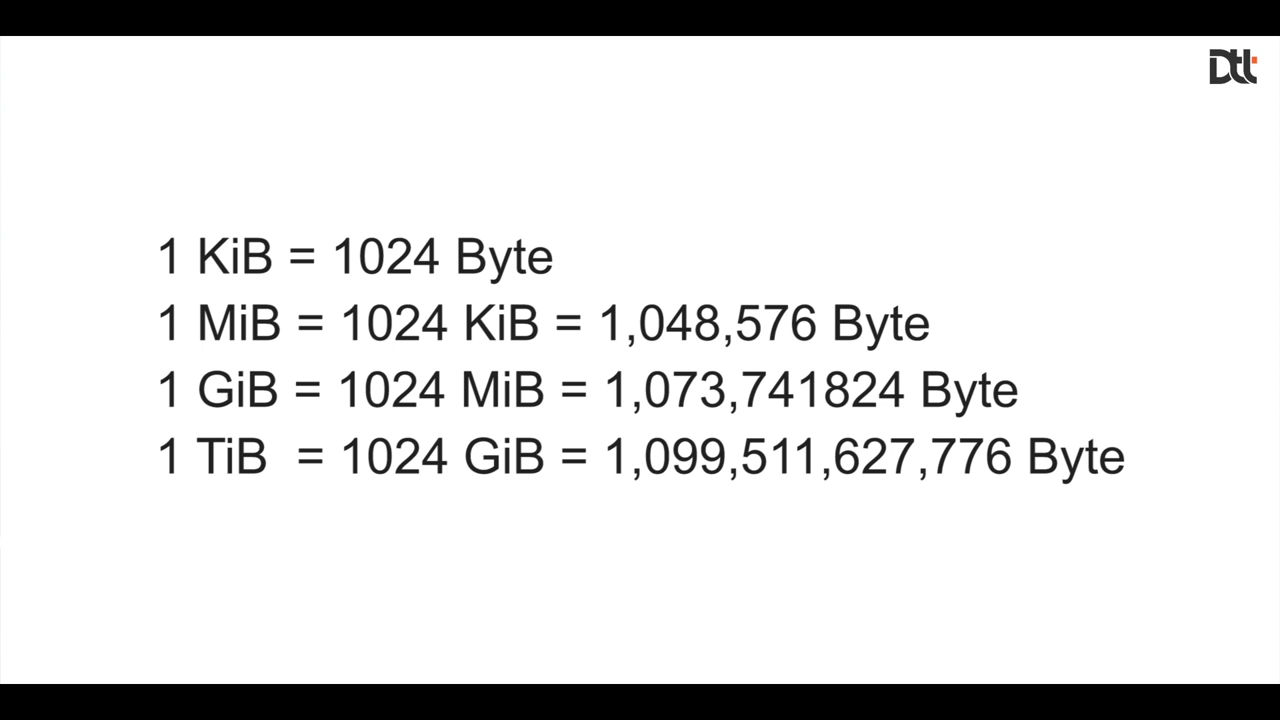 Dtt
1 KiB = 1024 Byte
1 MiB = 1024 KiB = 1,048,576 Byte
1 GiB = 1024 MiB = 1,073,741824 Byte
1 TiB = 1024 GiB = 1,099,511,627,776 Byte